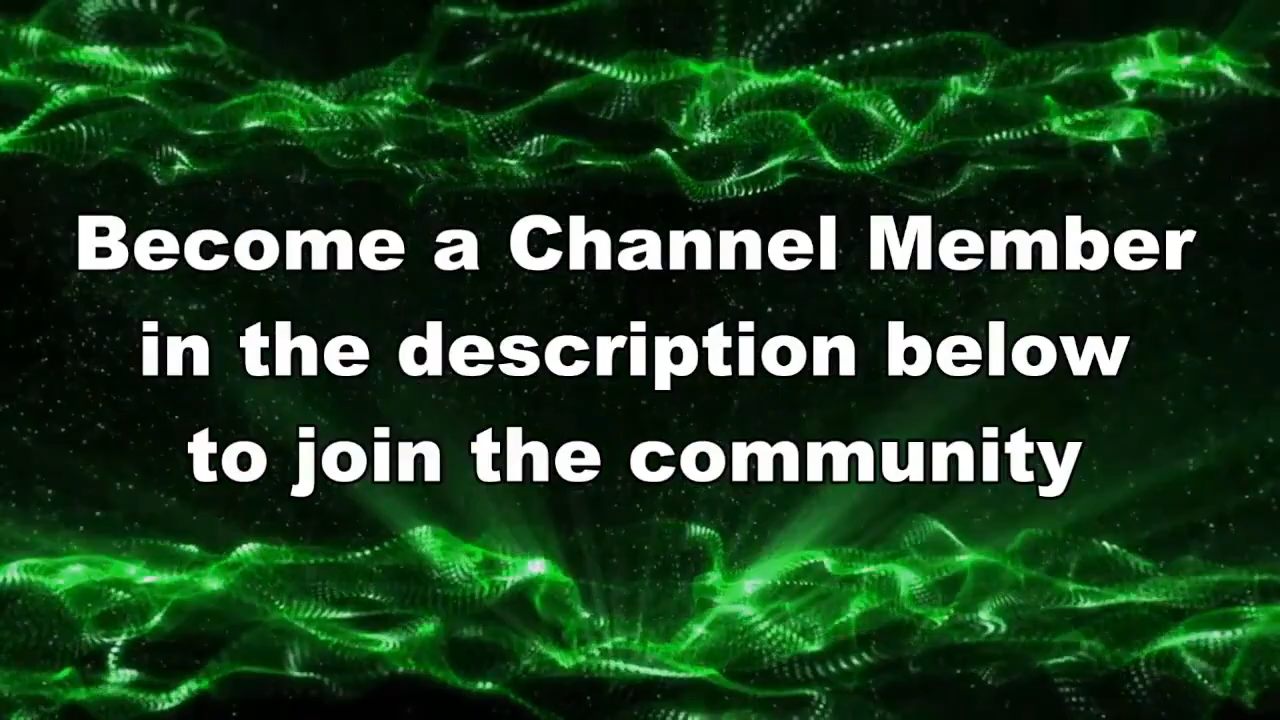 Become a Channel Member
in the description below
to join the community